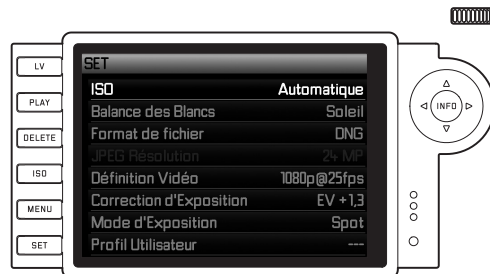 LV
PLAY
DELETE
ISO
MENU
SET
SET
ISO Automatique
Balance des Blancs Soleil
Format de fichier DNG
JPEG Résolution 24 MP
Définition Vidéo 1080p@25fps
Correction d'Exposition EV +1,3
Mode d'Exposition Spot
Profil Utilisateur ---
INFO